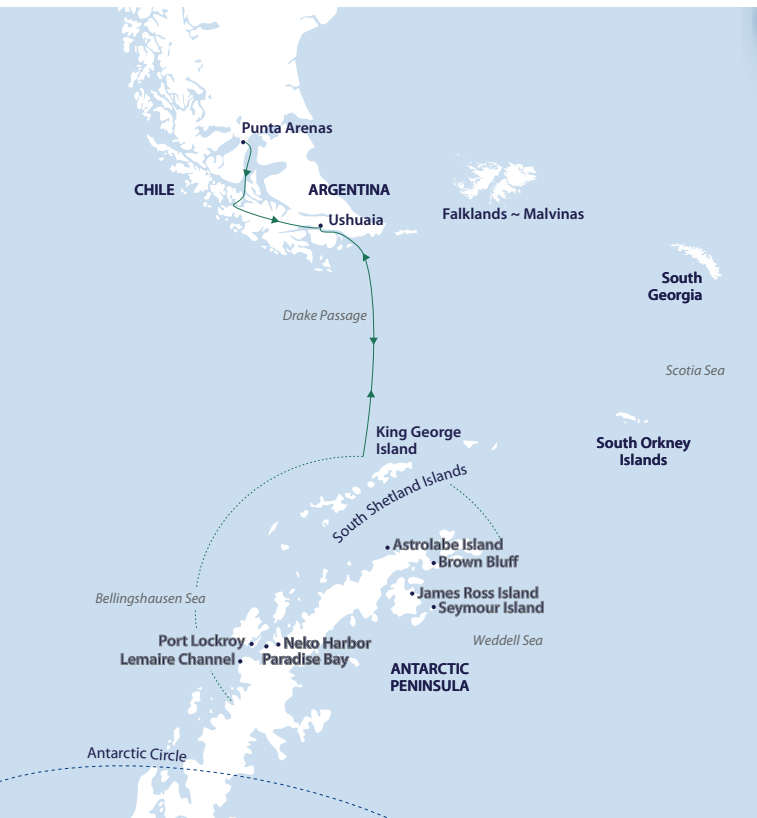 Punta Arenas
CHILE
ARGENTINA
Ushuaia
Falklands ~ Malvinas
South
Georgia
Drake Passage
Scotia Sea
King George
Island
South Orkney
Islands
South Shetland Islands
Astrolabe Island
Brown Bluff
James Ross Island
Seymour Island
Bellingshausen Sea
Port Lockroy
Neko Harbor
Weddell Sea
Lemaire Channel
Paradise Bay
ANTARCTIC
PENINSULA
Antarctic Circle